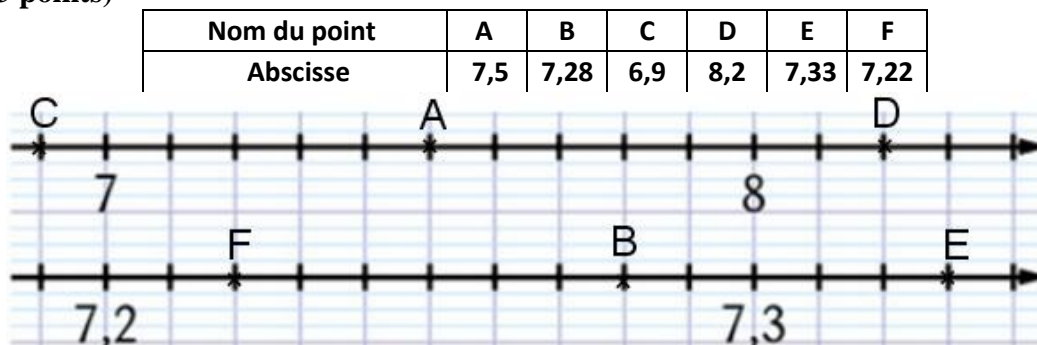 5 points)
Nom du point A B C D E F
Abscisse 7,5 7,28 6,9 8,2 7,33 7,22
C A D
7 8
F B E
7,2 7,3